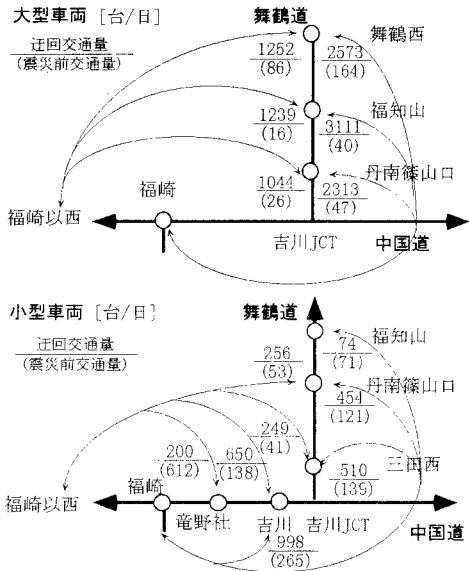 大型車両 [台/日]
舞鶴道
舞鶴西
迂回交通量
(震災前交通量)
1252
(86)
2573
(164)
福知山
1239
(16)
3111
(40)
丹南篠山口
1044
(26)
2313
(47)
福崎
福崎以西
吉川JCT
中国道
小型車両 [台/日]
舞鶴道
福知山
迂回交通量
(震災前交通量)
256
(53)
74
(71)
丹南篠山口
454
(121)
249
(41)
200
(612)
650
(138)
三田西
510
(139)
福崎
福崎以西
竜野社
吉川
吉川JCT
中国道
998
(265)